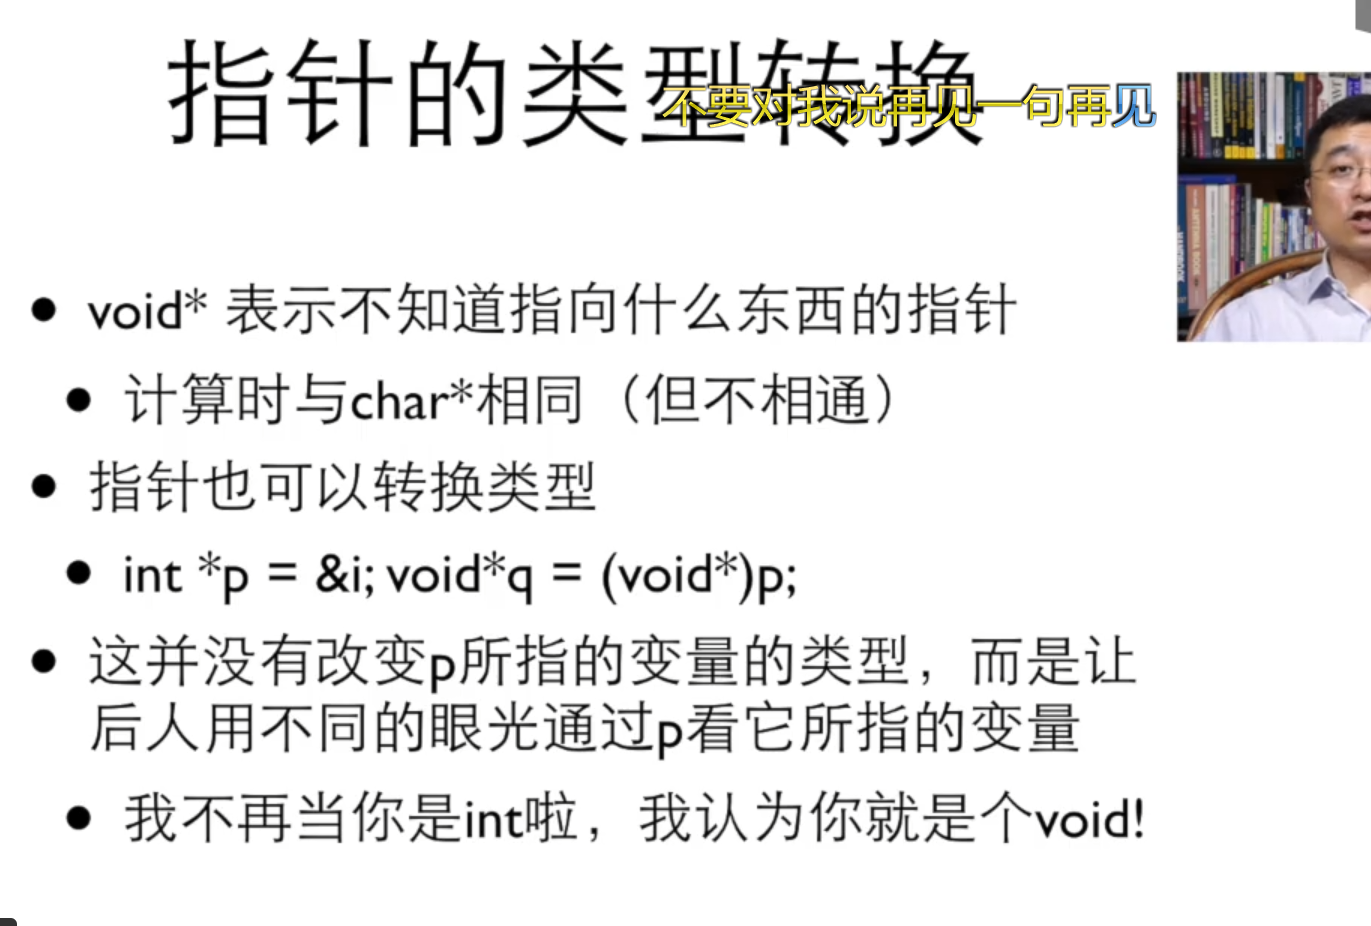 指针的类型转换
不要对我说再见一句再见
void* 表示不知道指向什么东西的指针
计算时与char*相同（但不相通）
指针也可以转换类型
int *p = &i; void*q = (void*)p;
这并没有改变p所指的变量的类型，而是让
后人用不同的眼光通过p看它所指的变量
我不再当你是int啦，我认为你就是个void!